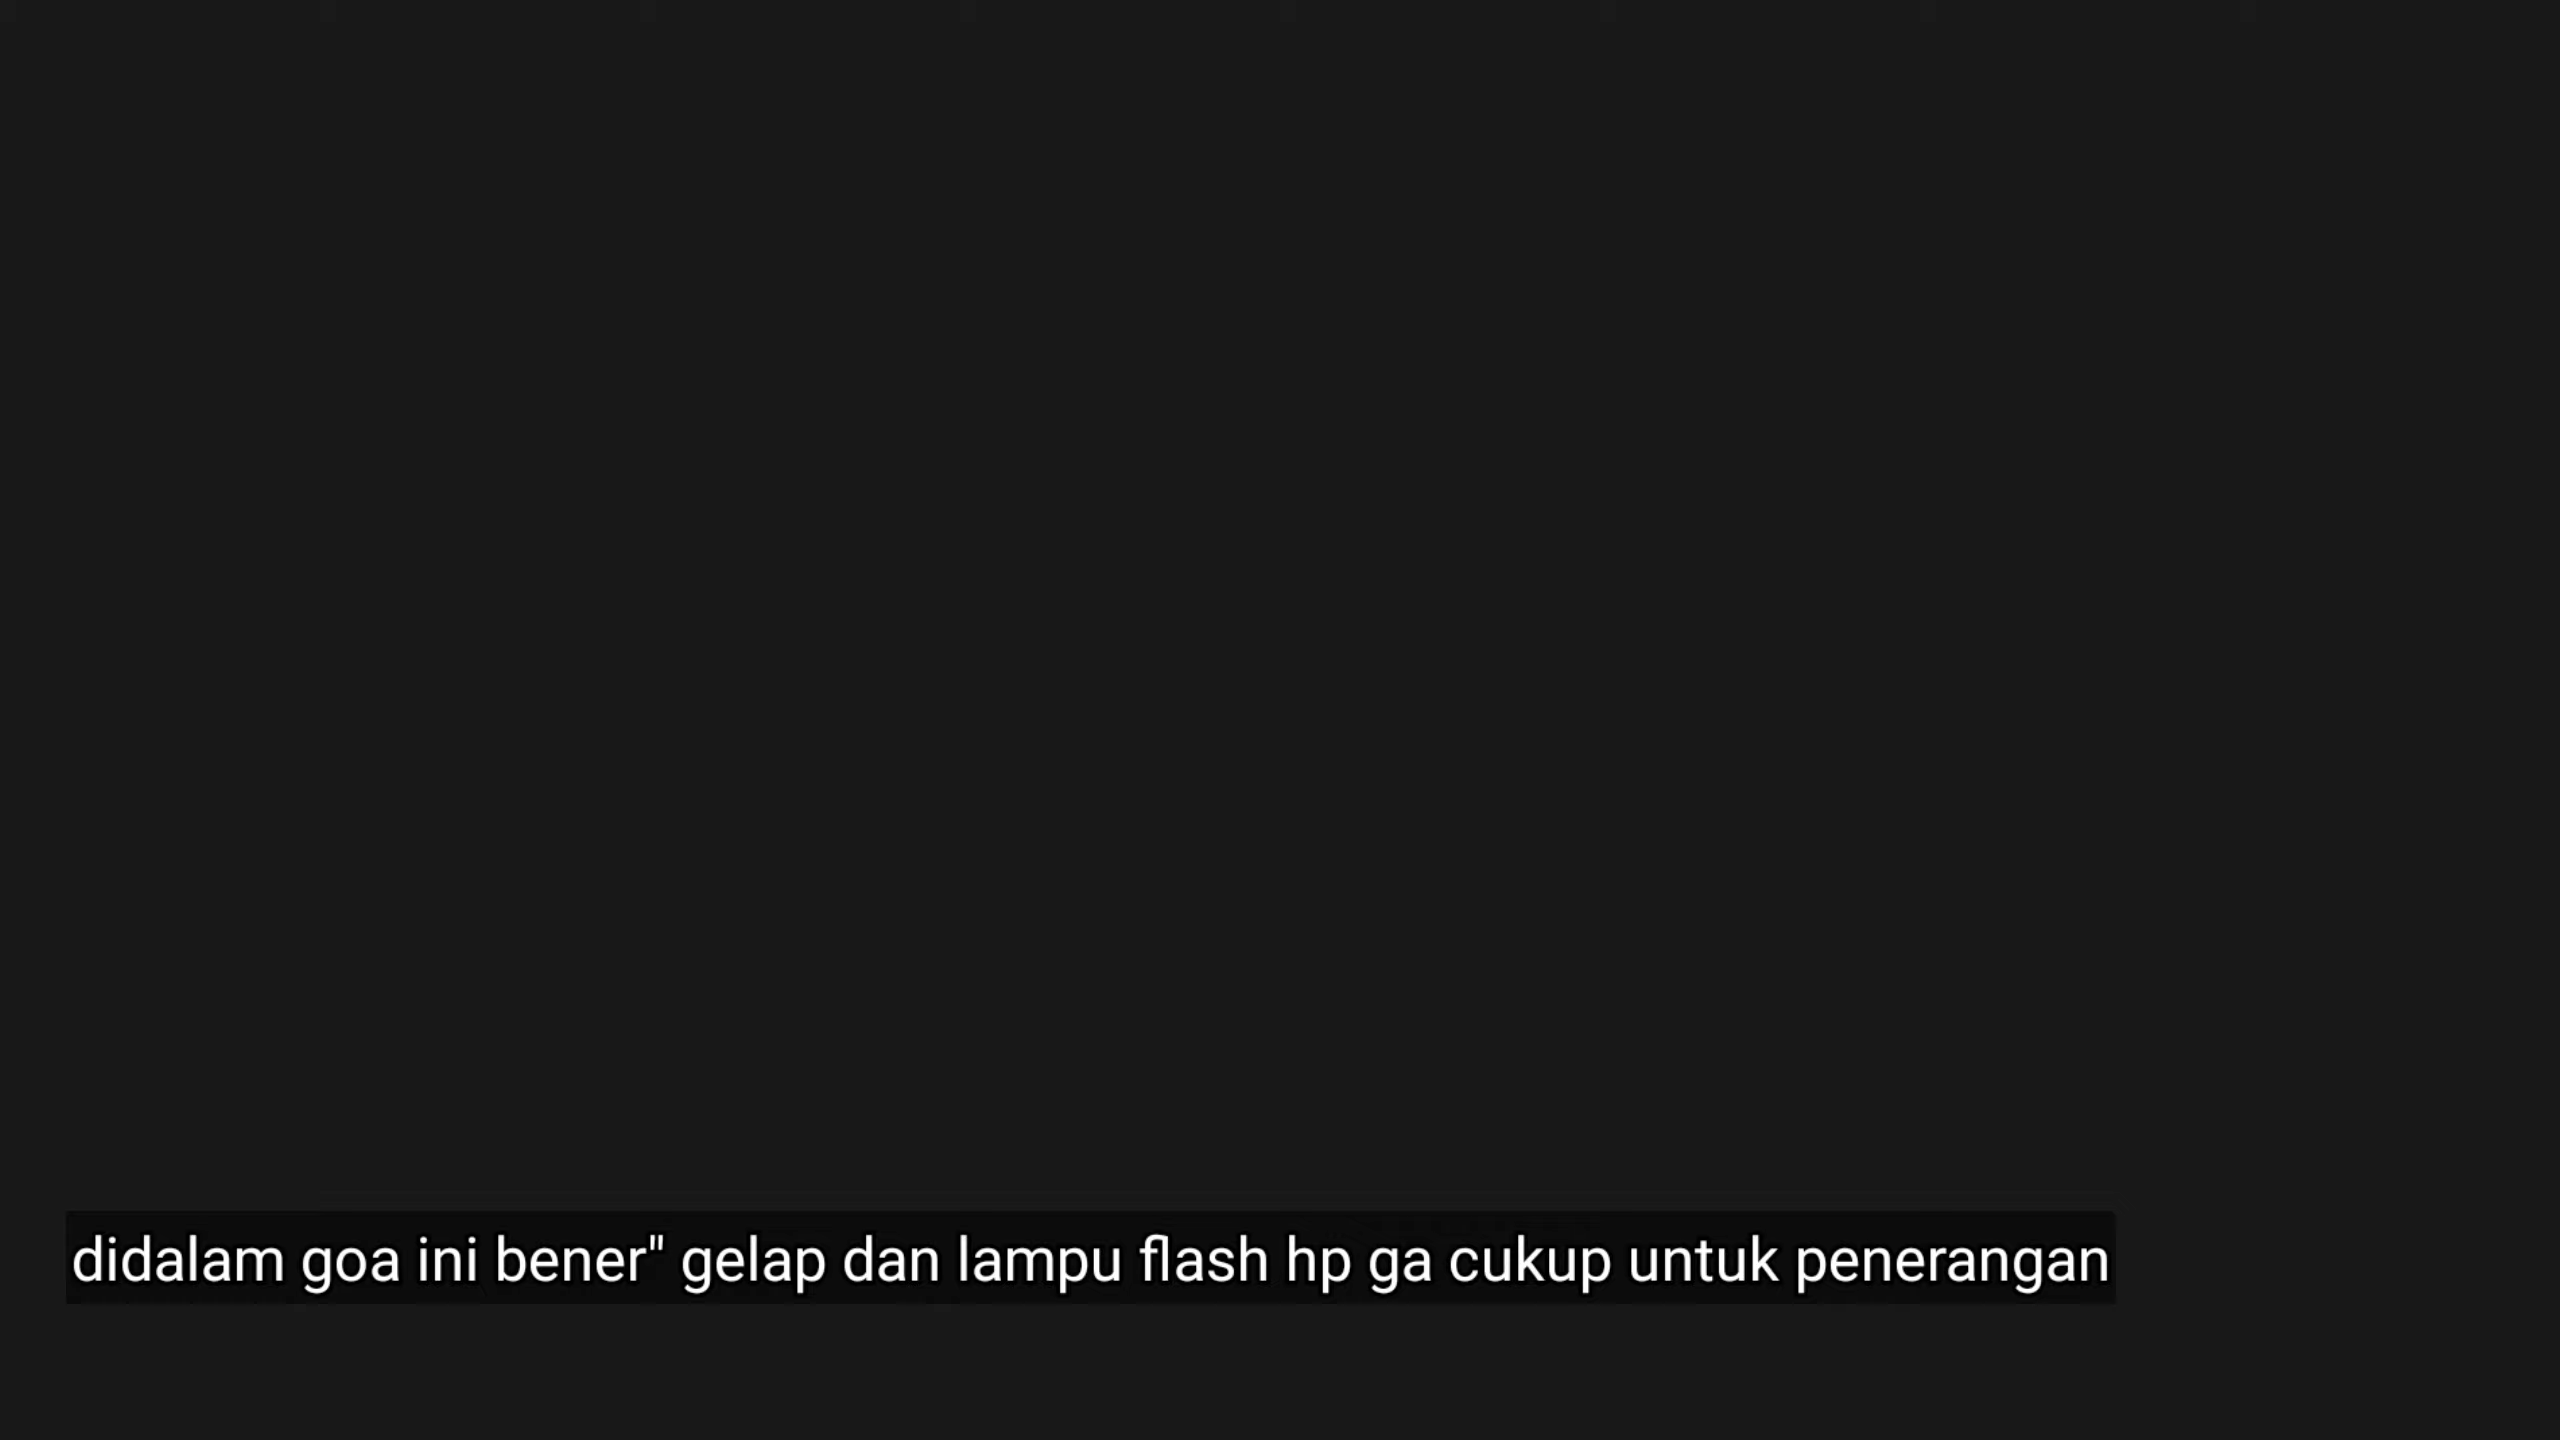 didalam goa ini bener" gelap dan lampu flash hp ga cukup untuk penerangan